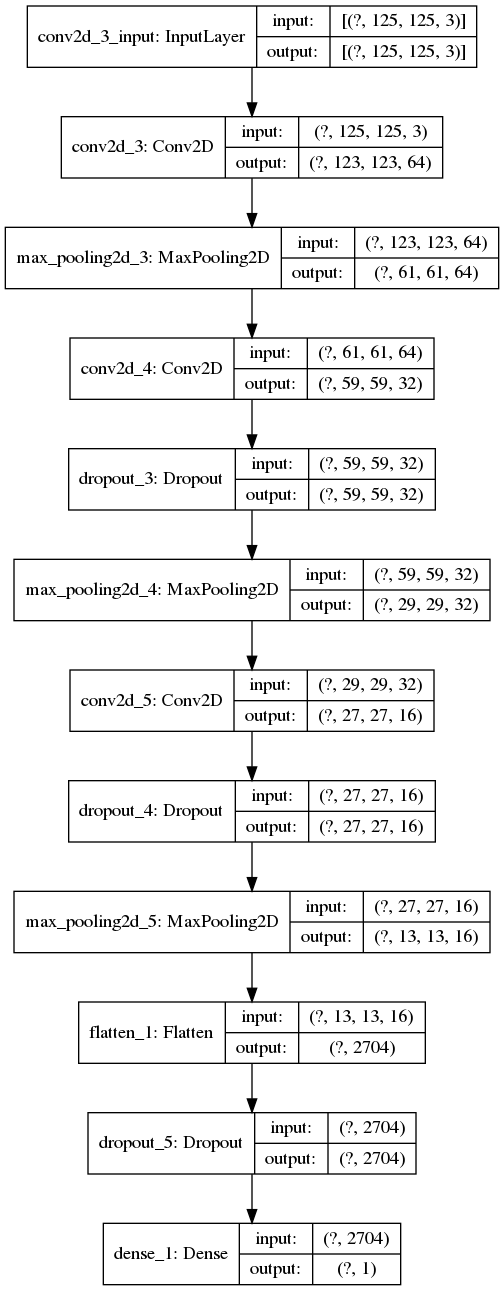 conv2d_3_input: InputLayer
input: [(?, 125, 125, 3)]
output: [(?, 125, 125, 3)]
conv2d_3: Conv2D
input: (?, 125, 125, 3)
output: (?, 123, 123, 64)
max_pooling2d_3: MaxPooling2D
input: (?, 123, 123, 64)
output: (?, 61, 61, 64)
conv2d_4: Conv2D
input: (?, 61, 61, 64)
output: (?, 59, 59, 32)
dropout_3: Dropout
input: (?, 59, 59, 32)
output: (?, 59, 59, 32)
max_pooling2d_4: MaxPooling2D
input: (?, 59, 59, 32)
output: (?, 29, 29, 32)
conv2d_5: Conv2D
input: (?, 29, 29, 32)
output: (?, 27, 27, 16)
dropout_4: Dropout
input: (?, 27, 27, 16)
output: (?, 27, 27, 16)
max_pooling2d_5: MaxPooling2D
input: (?, 27, 27, 16)
output: (?, 13, 13, 16)
flatten_1: Flatten
input: (?, 13, 13, 16)
output: (?, 2704)
dropout_5: Dropout
input: (?, 2704)
output: (?, 2704)
dense_1: Dense
input: (?, 2704)
output: (?, 1)